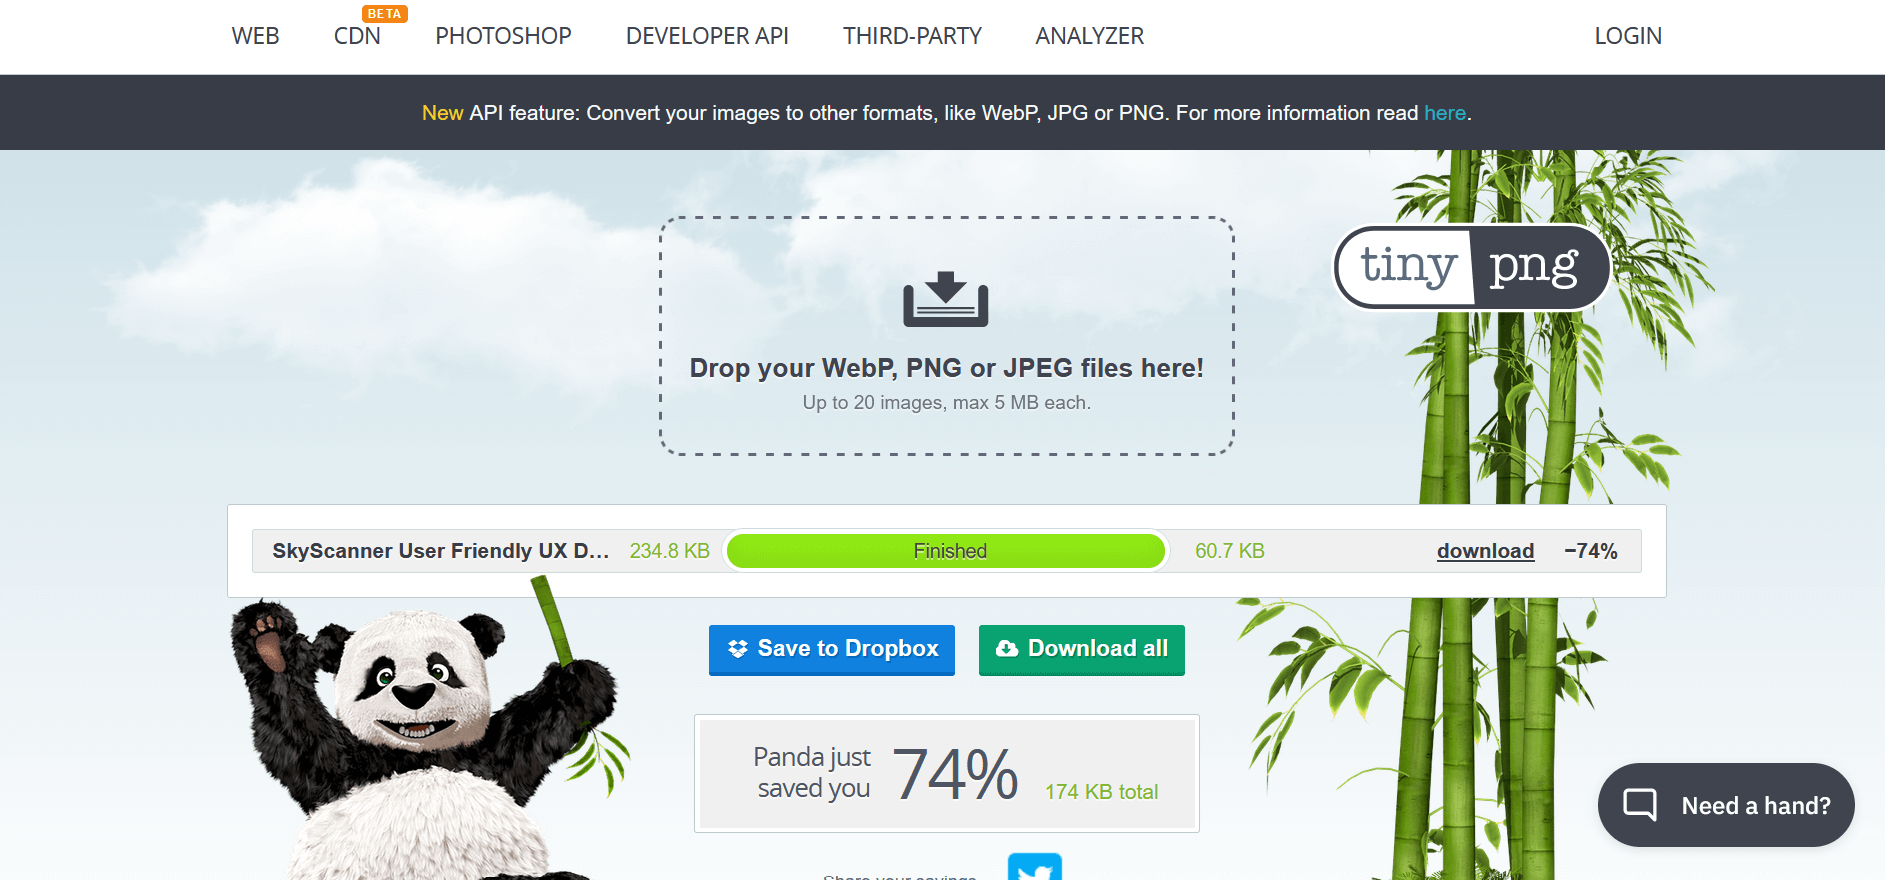 BETA
WEB CDN PHOTOSHOP DEVELOPER API THIRD-PARTY ANALYZER LOGIN
New API feature: Convert your images to other formats, like WebP, JPG or PNG. For more information read here.
tiny png
Drop your WebP, PNG or JPEG files here!
Up to 20 images, max 5 MB each.
SkyScanner User Friendly UX D... 234.8 KB Finished 60.7 KB download −74%
Save to Dropbox Download all
Panda just
saved you 74% 174 KB total
Need a hand?
Share your savings